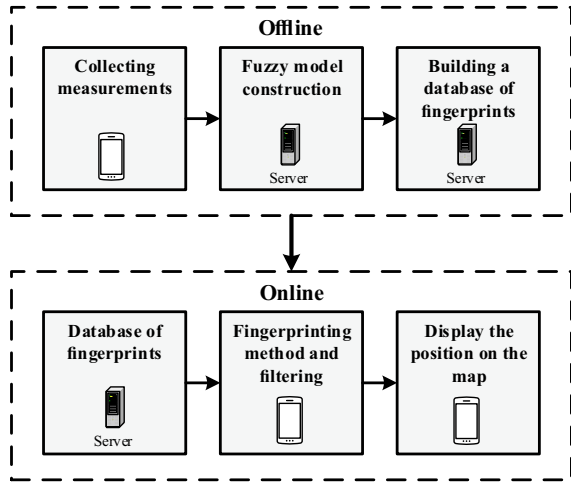 Offline
Collecting
measurements
Fuzzy model
construction
Server
Building a
database of
fingerprints
Server
Online
Database of
fingerprints
Server
Fingerprinting
method and
filtering
Display the
position on the
map